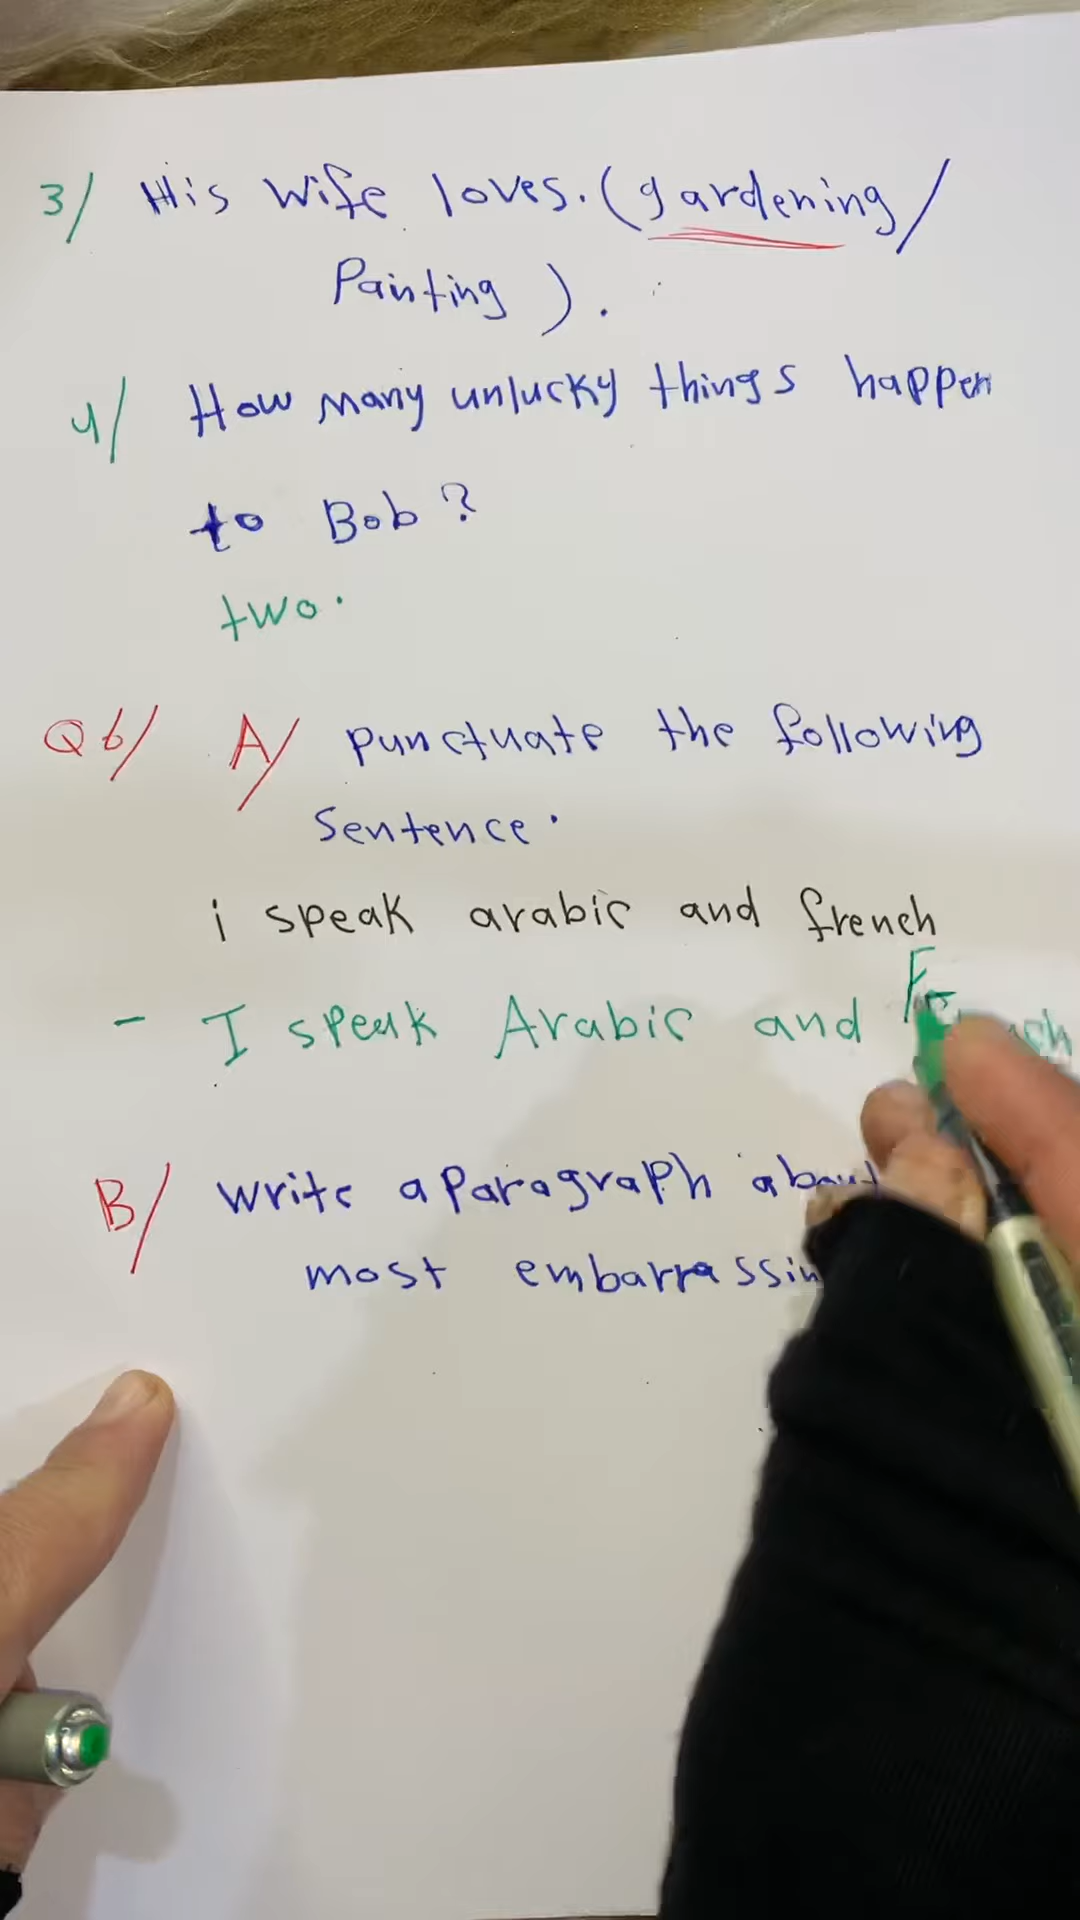 3/ His wife loves. (gardening/
Painting).
4/ How many unlucky things happen
to Bob?
two.
Q6/ A/ punctuate the following
sentence.
i speak arabic and french
- I speak Arabic and
B/ write a paragraph about
most